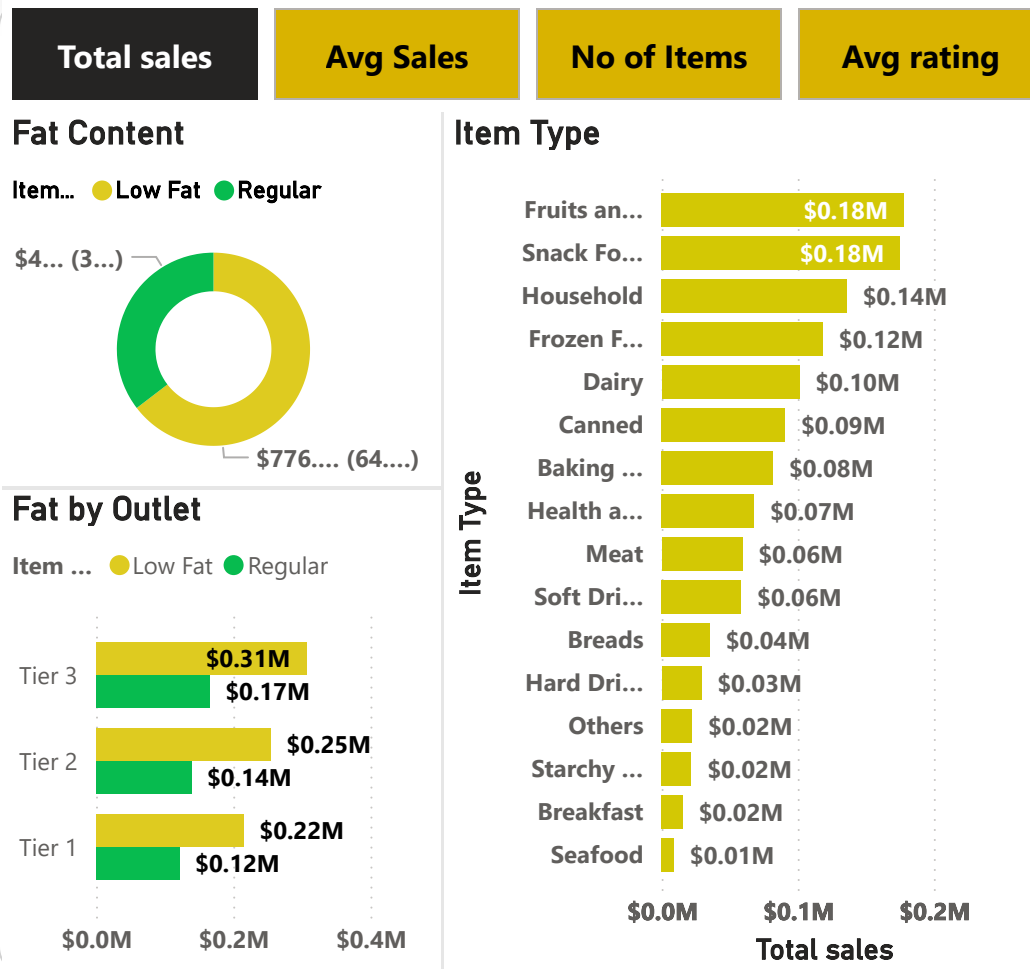 Total sales
Avg Sales
No of Items
Avg rating
Fat Content
Item... Low Fat Regular
$4... (3...)
$776.... (64....)
Fat by Outlet
Item ... Low Fat Regular
Tier 3
$0.31M
$0.17M
Tier 2
$0.25M
$0.14M
Tier 1
$0.22M
$0.12M
$0.0M $0.2M $0.4M
Item Type
Item Type
Fruits an... $0.18M
Snack Fo... $0.18M
Household $0.14M
Frozen F... $0.12M
Dairy $0.10M
Canned $0.09M
Baking ... $0.08M
Health a... $0.07M
Meat $0.06M
Soft Dri... $0.06M
Breads $0.04M
Hard Dri... $0.03M
Others $0.02M
Starchy ... $0.02M
Breakfast $0.02M
Seafood $0.01M
$0.0M $0.1M $0.2M
Total sales